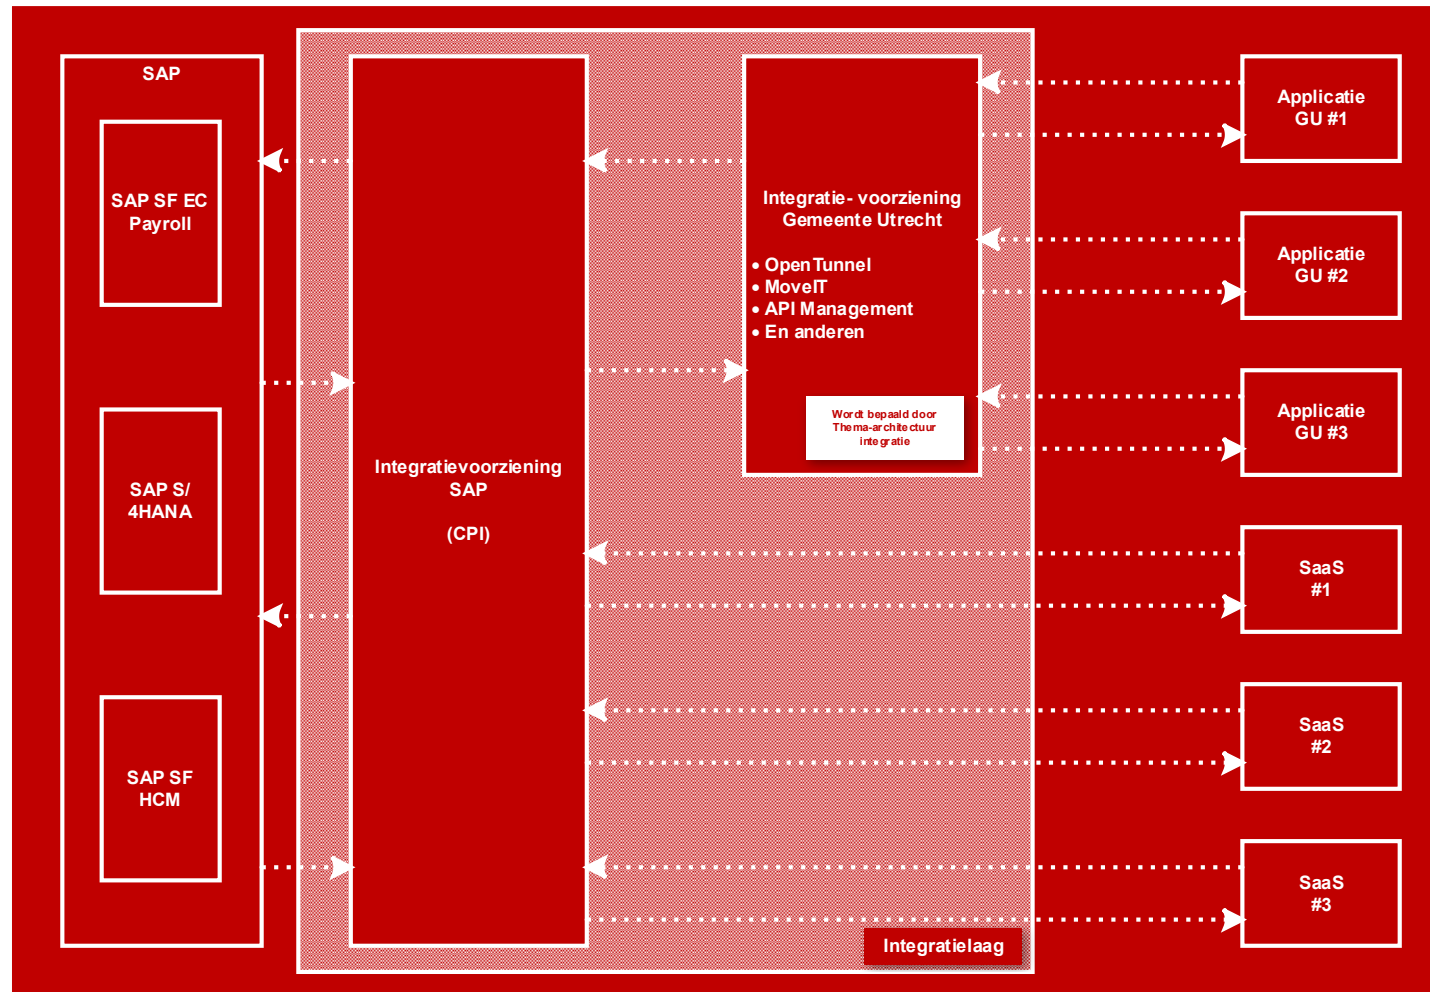 SAP
SAP SF EC
Payroll
SAP S/
4HANA
SAP SF
HCM
Integratievoorziening
SAP
(CPI)
Integratie- voorziening
Gemeente Utrecht
• OpenTunnel
• MoveIT
• API Management
• En anderen
Wordt bepaald door
Thema-architectuur
integratie
Integratielaag
Applicatie
GU #1
Applicatie
GU #2
Applicatie
GU #3
SaaS
#1
SaaS
#2
SaaS
#3